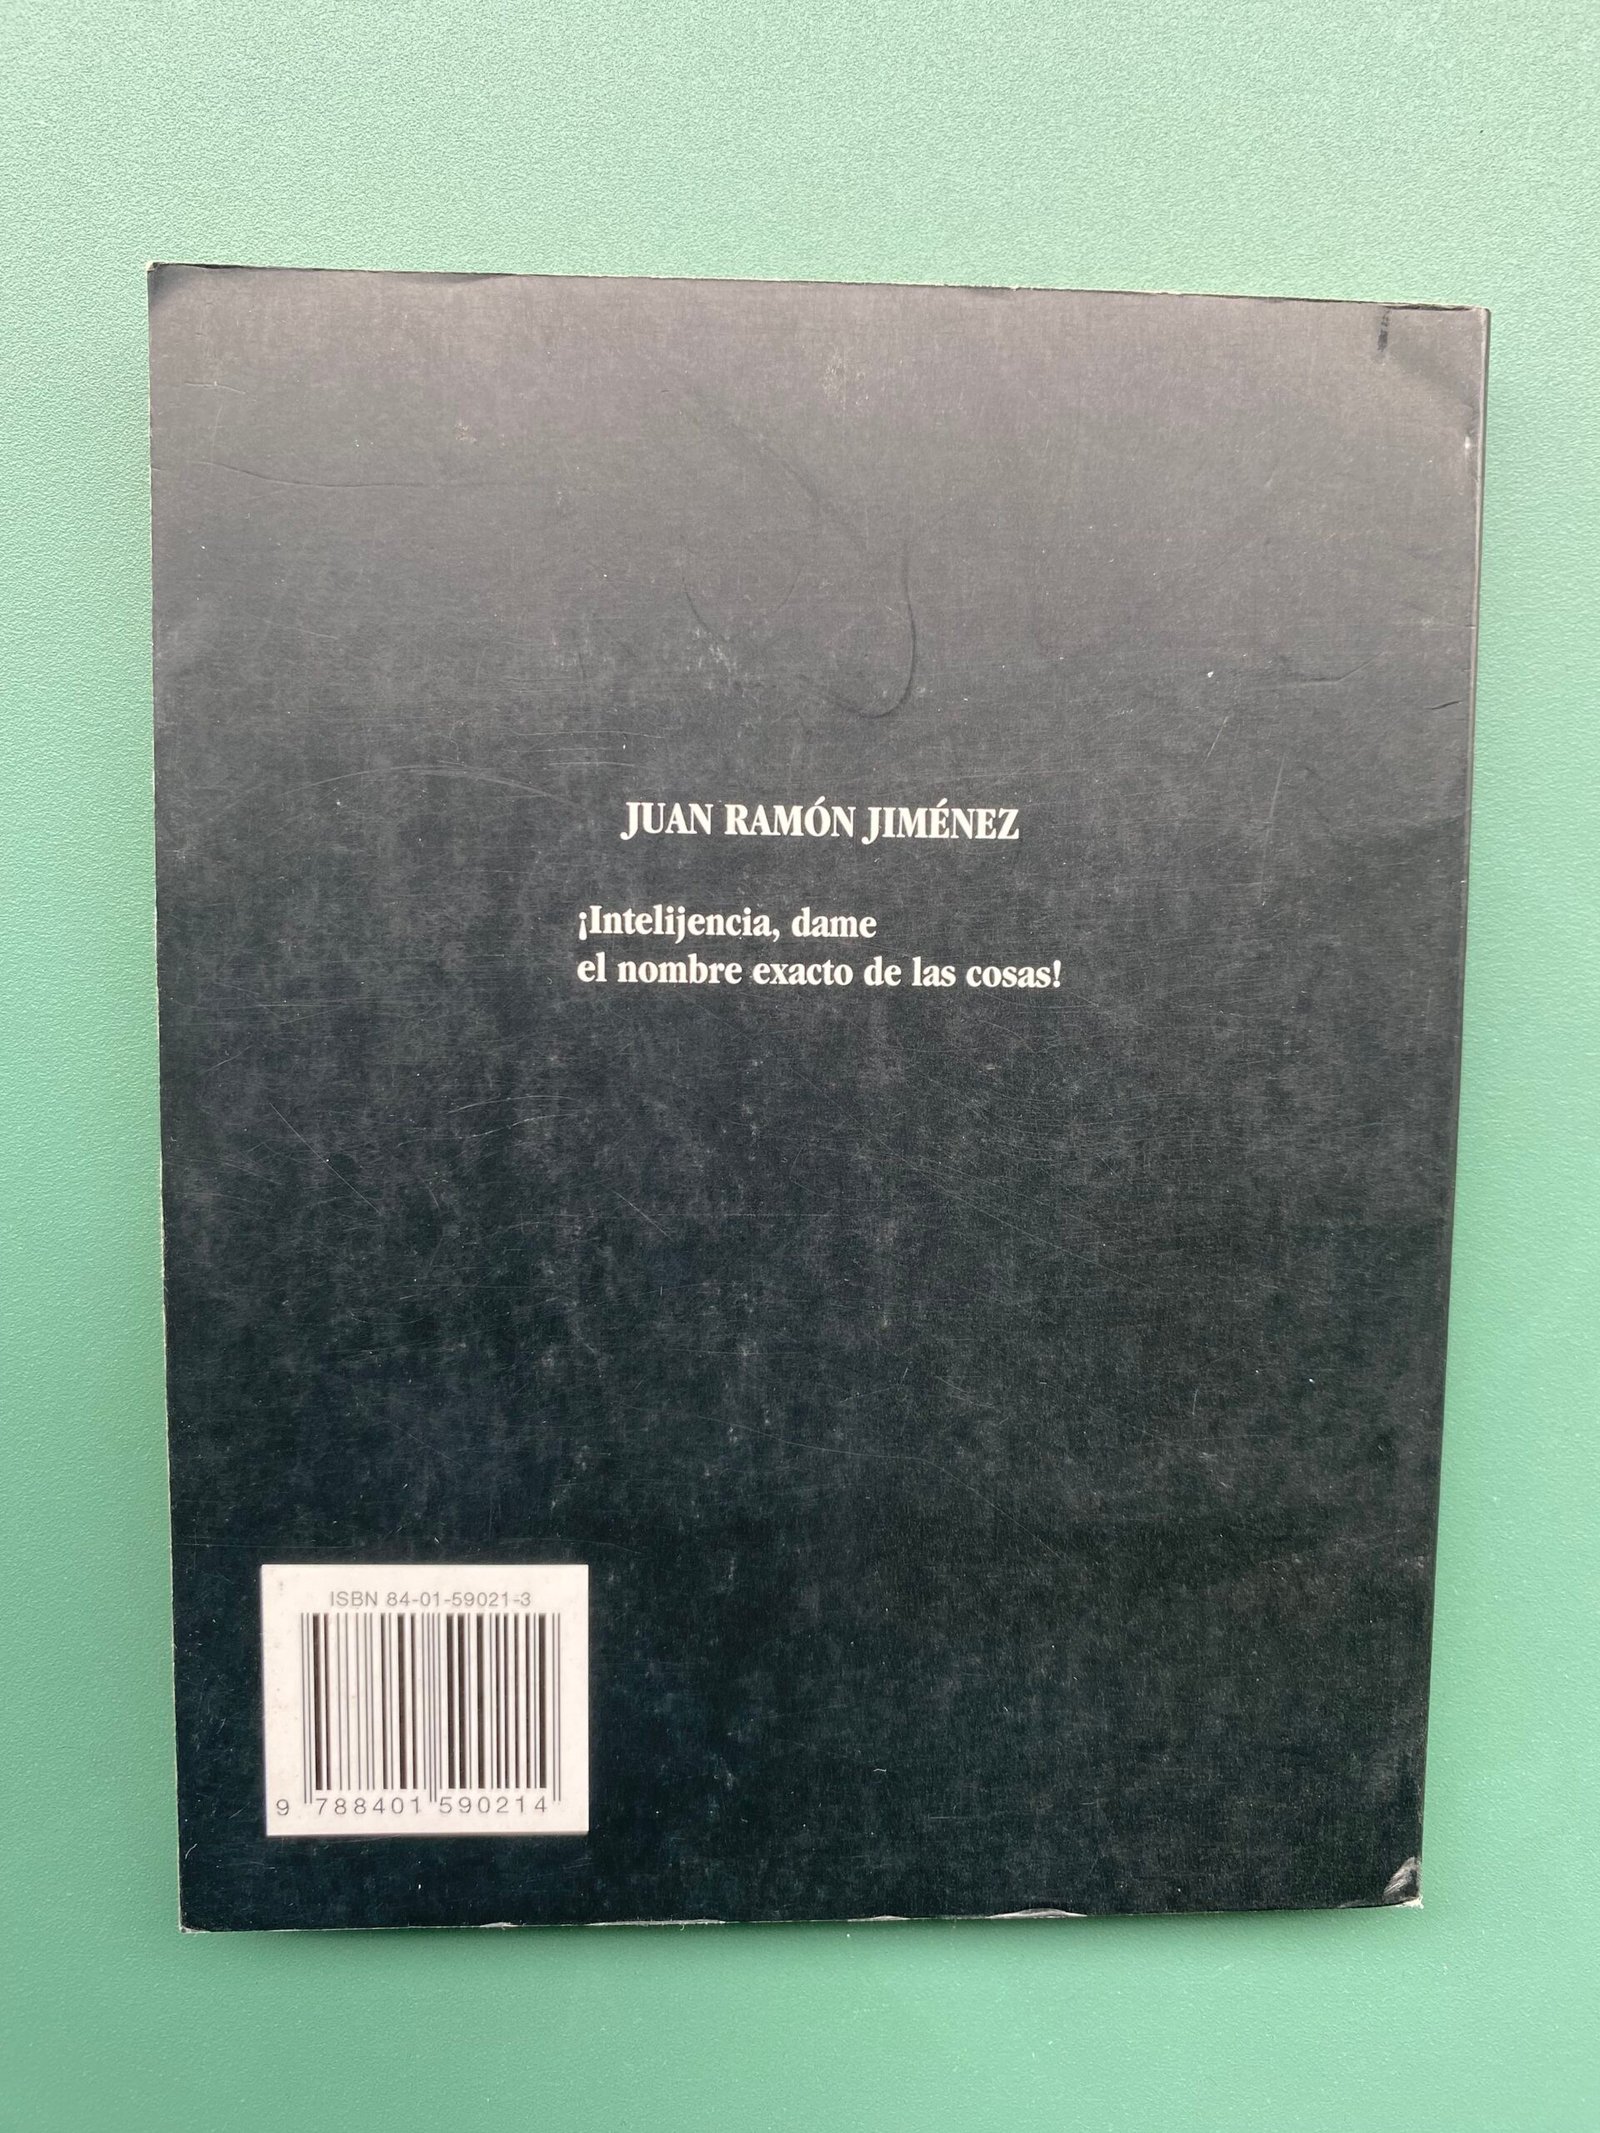 JUAN RAMÓN JIMÉNEZ
¡Intelijencia, dame
el nombre exacto de las cosas!
ISBN 84-01-59021-3
9 788401 590214